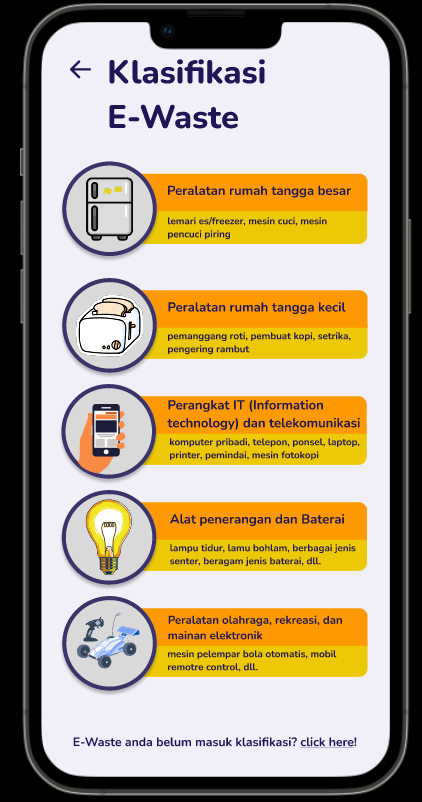 Klasifikasi
E-Waste
Peralatan rumah tangga besar
lemari es/freezer, mesin cuci, mesin
pencuci piring
Peralatan rumah tangga kecil
pemanggang roti, pembuat kopi, setrika,
pengering rambut
Perangkat IT (Information
technology) dan telekomunikasi
komputer pribadi, telepon, ponsel, laptop,
printer, pemindai, mesin fotokopi
Alat penerangan dan Baterai
lampu tidur, lamu bohlam, berbagai jenis
senter, beragam jenis baterai, dll.
Peralatan olahraga, rekreasi, dan
mainan elektronik
mesin pelempar bola otomatis, mobil
remotre control, dll.
E-Waste anda belum masuk klasifikasi? click here!